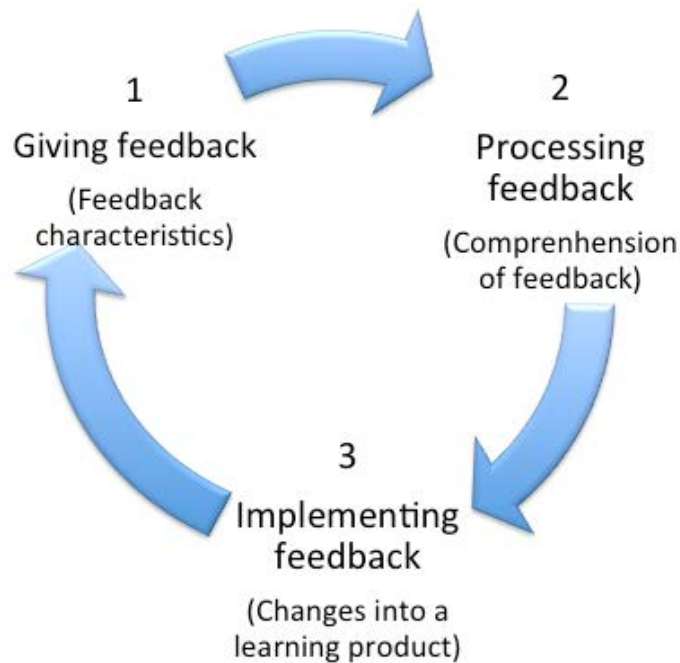 1
Giving feedback
(Feedback
characteristics)
2
Processing
feedback
(Comprenhension
of feedback)
3
Implementing
feedback
(Changes into a
learning product)